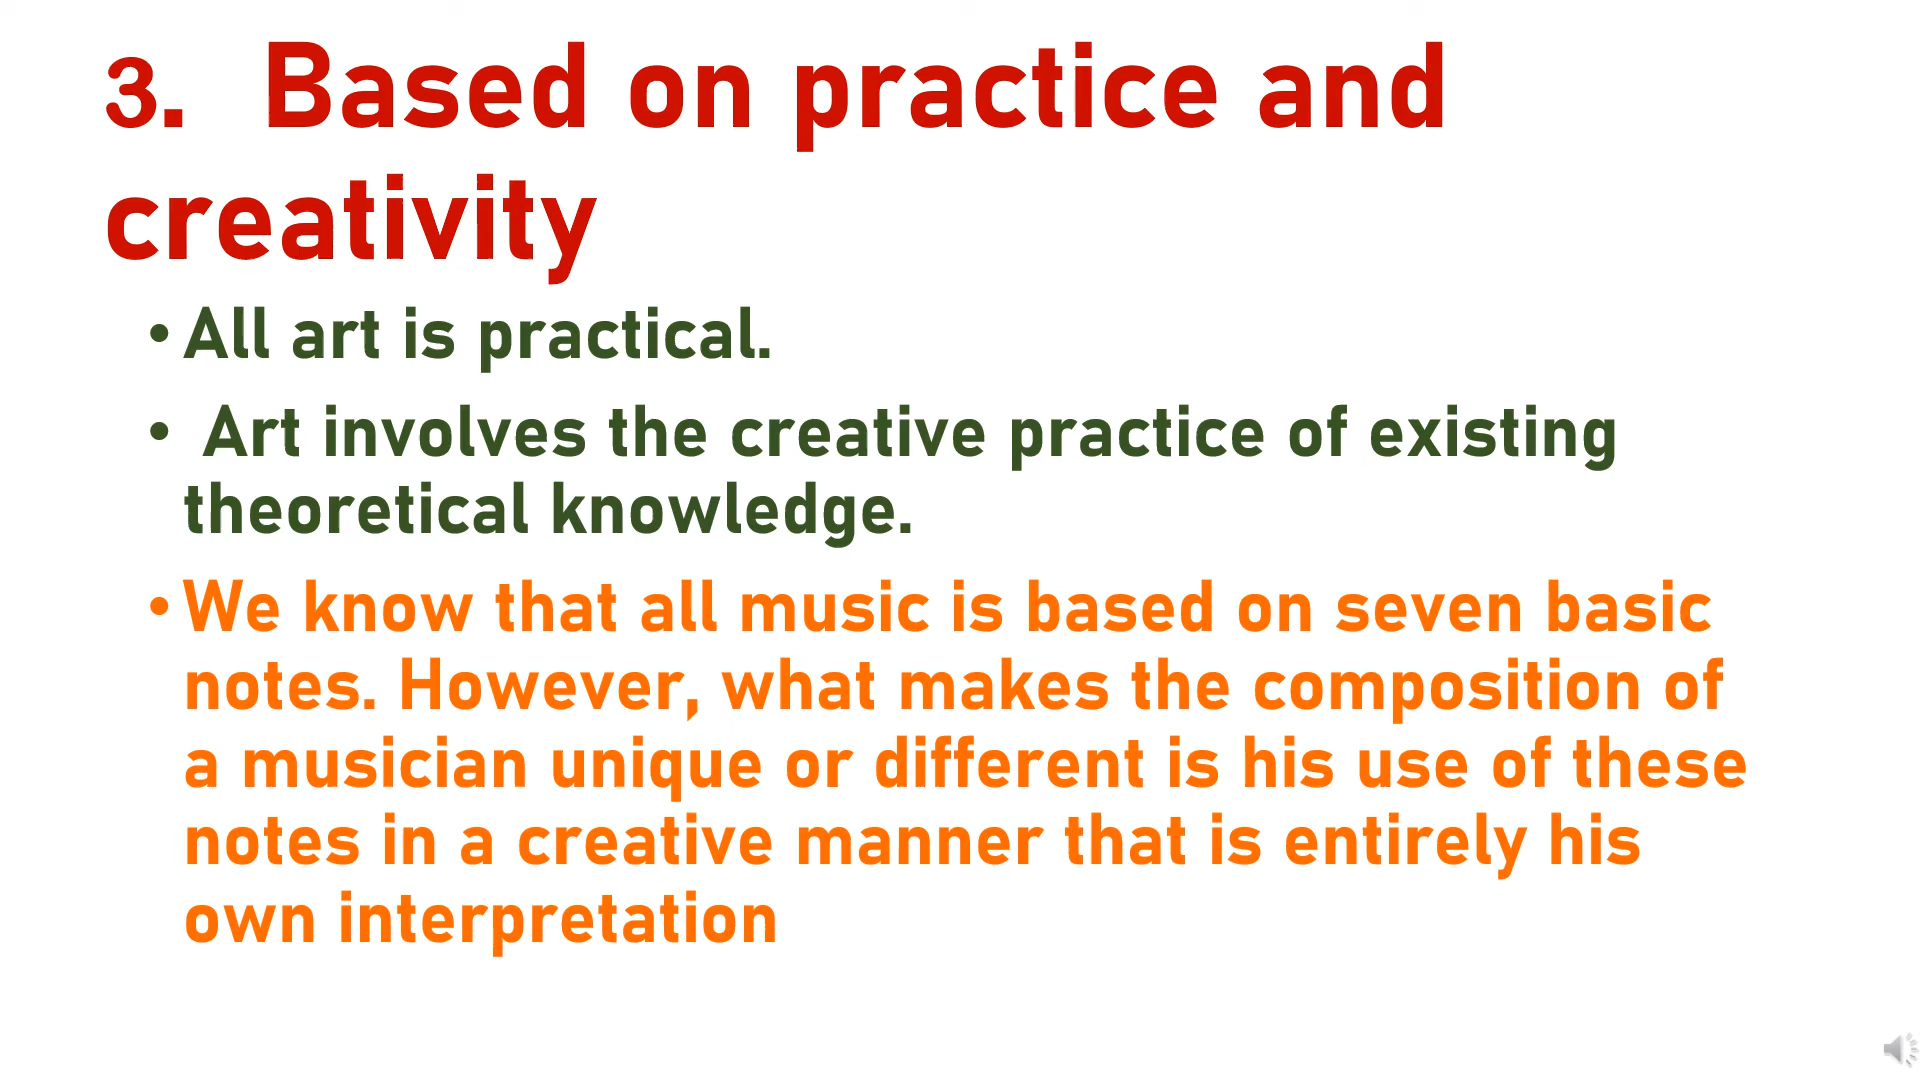 3. Based on practice and
creativity
• All art is practical.
• Art involves the creative practice of existing
theoretical knowledge.
• We know that all music is based on seven basic
notes. However, what makes the composition of
a musician unique or different is his use of these
notes in a creative manner that is entirely his
own interpretation